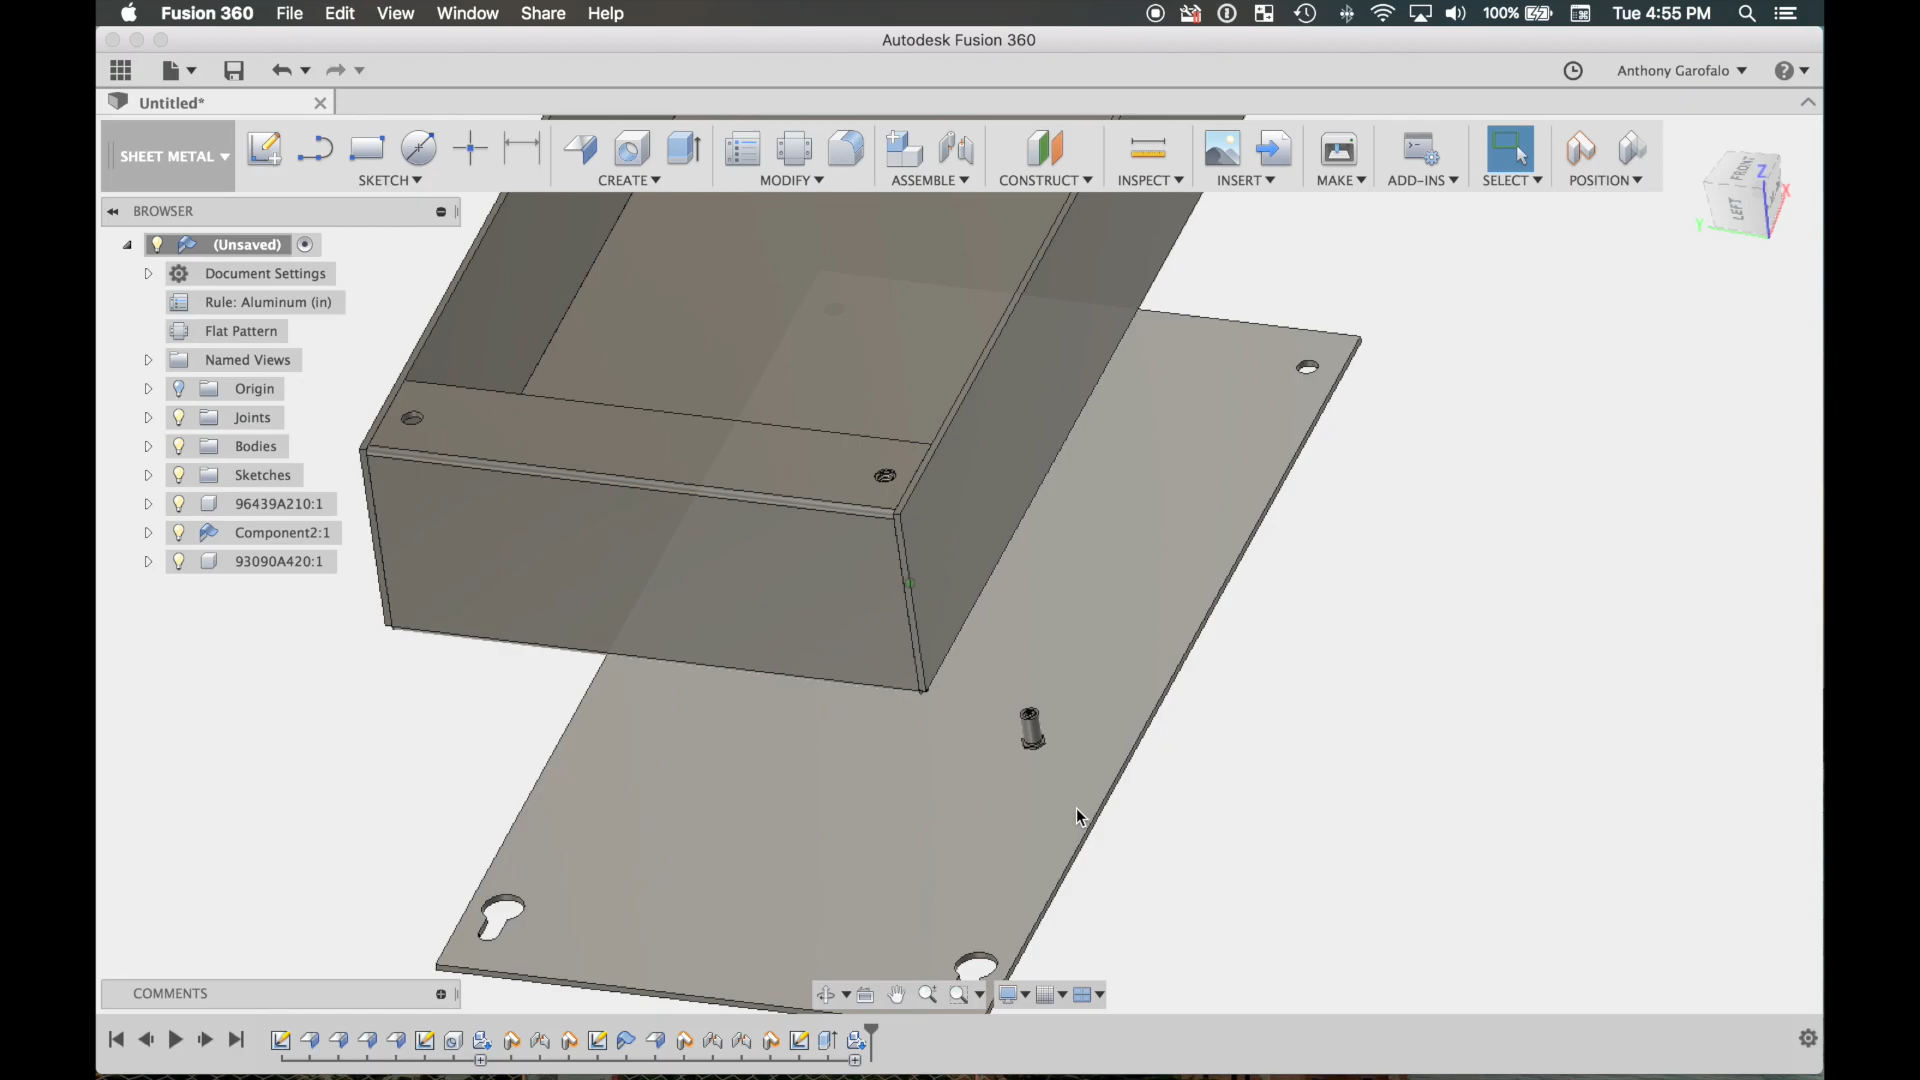 Fusion 360 File Edit View Window Share Help 100% Tue 4:55 PM
Autodesk Fusion 360
Anthony Garofalo
Untitled*
SHEET METAL
SKETCH CREATE MODIFY ASSEMBLE CONSTRUCT INSPECT INSERT MAKE ADD-INS SELECT POSITION
FRONT
LEFT
Z
X
Y
BROWSER
(Unsaved)
Document Settings
Rule: Aluminum (in)
Flat Pattern
Named Views
Origin
Joints
Bodies
Sketches
96439A210:1
Component2:1
93090A420:1
COMMENTS